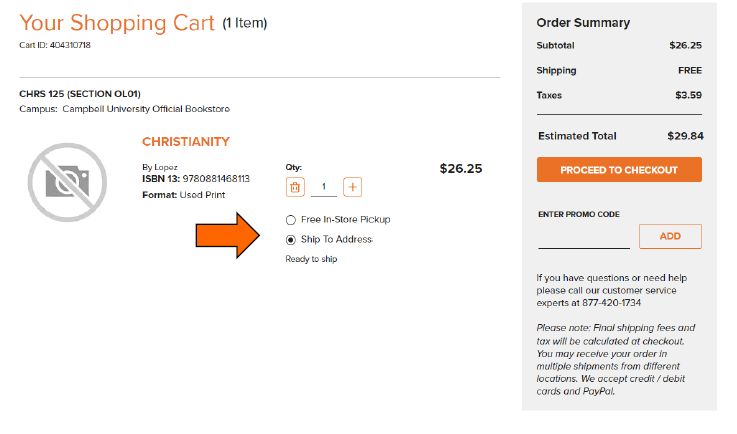 Your Shopping Cart (1 Item)
Cart ID: 404310718
CHRS 125 (SECTION OL01)
Campus: Campbell University Official Bookstore
CHRISTIANITY
By Lopez
ISBN 13: 9780881468113
Format: Used Print
Qty:
1
+
$26.25
Free In-Store Pickup
Ship To Address:
Ready to ship
Order Summary
Subtotal $26.25
Shipping FREE
Taxes $3.59
Estimated Total $29.84
PROCEED TO CHECKOUT
ENTER PROMO CODE
ADD
If you have questions or need help
please call our customer service
experts at 877-420-1734
Please note: Final shipping fees and
tax will be calculated at checkout.
You may receive your order in
multiple shipments from different
locations. We accept credit / debit
cards and PayPal.